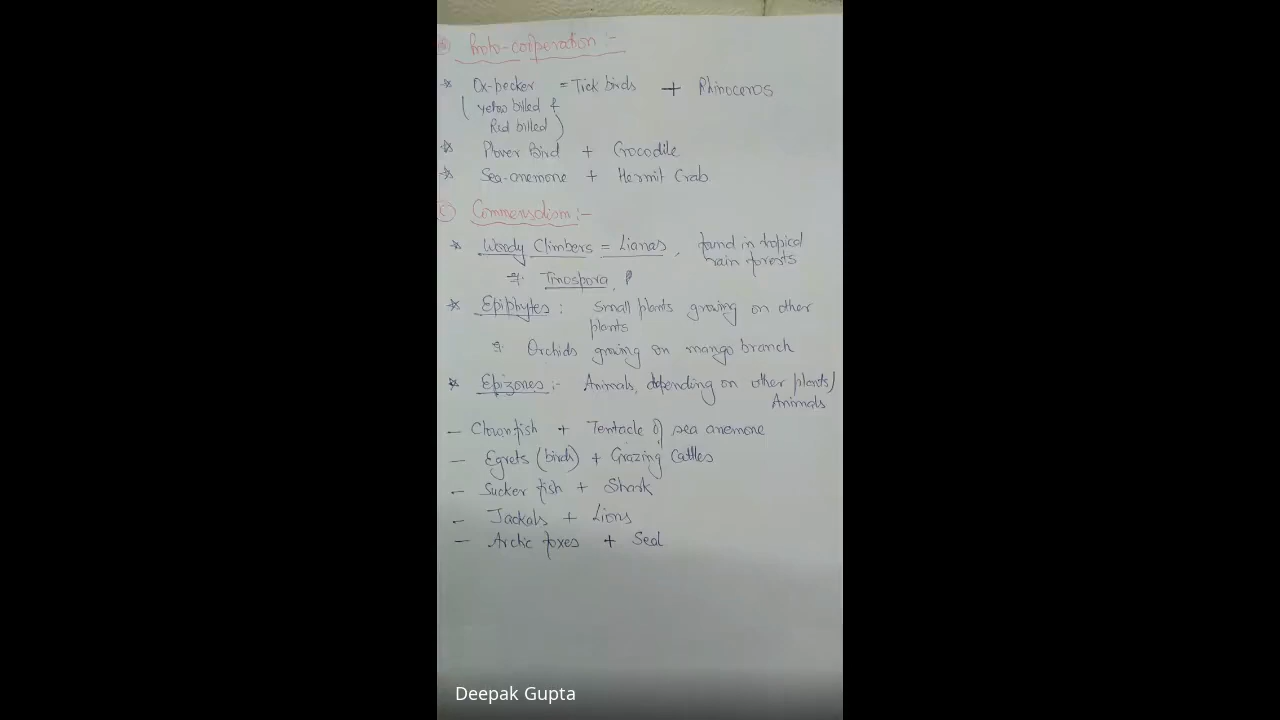 (B) Proto-cooperation :-
* Ox-pecker = Tick birds + Rhinoceros
( yellow billed &
Red billed )
* Plover Bird + Crocodile
* Sea-anemone + Hermit Crab
(C) Commensalism :-
* Woody Climbers = Lianas , found in tropical
rain forests
eg. Tinospora, P
* Epiphytes : Small plants growing on other
plants
eg. Orchids growing on mango branch
* Epizones :- Animals, depending on other plants/
Animals
– Clownfish + Tentacle of sea anemone
– Egrets (birds) + Grazing Cattles
– Sucker fish + Shark
– Jackals + Lions
– Arctic foxes + Seal
Deepak Gupta